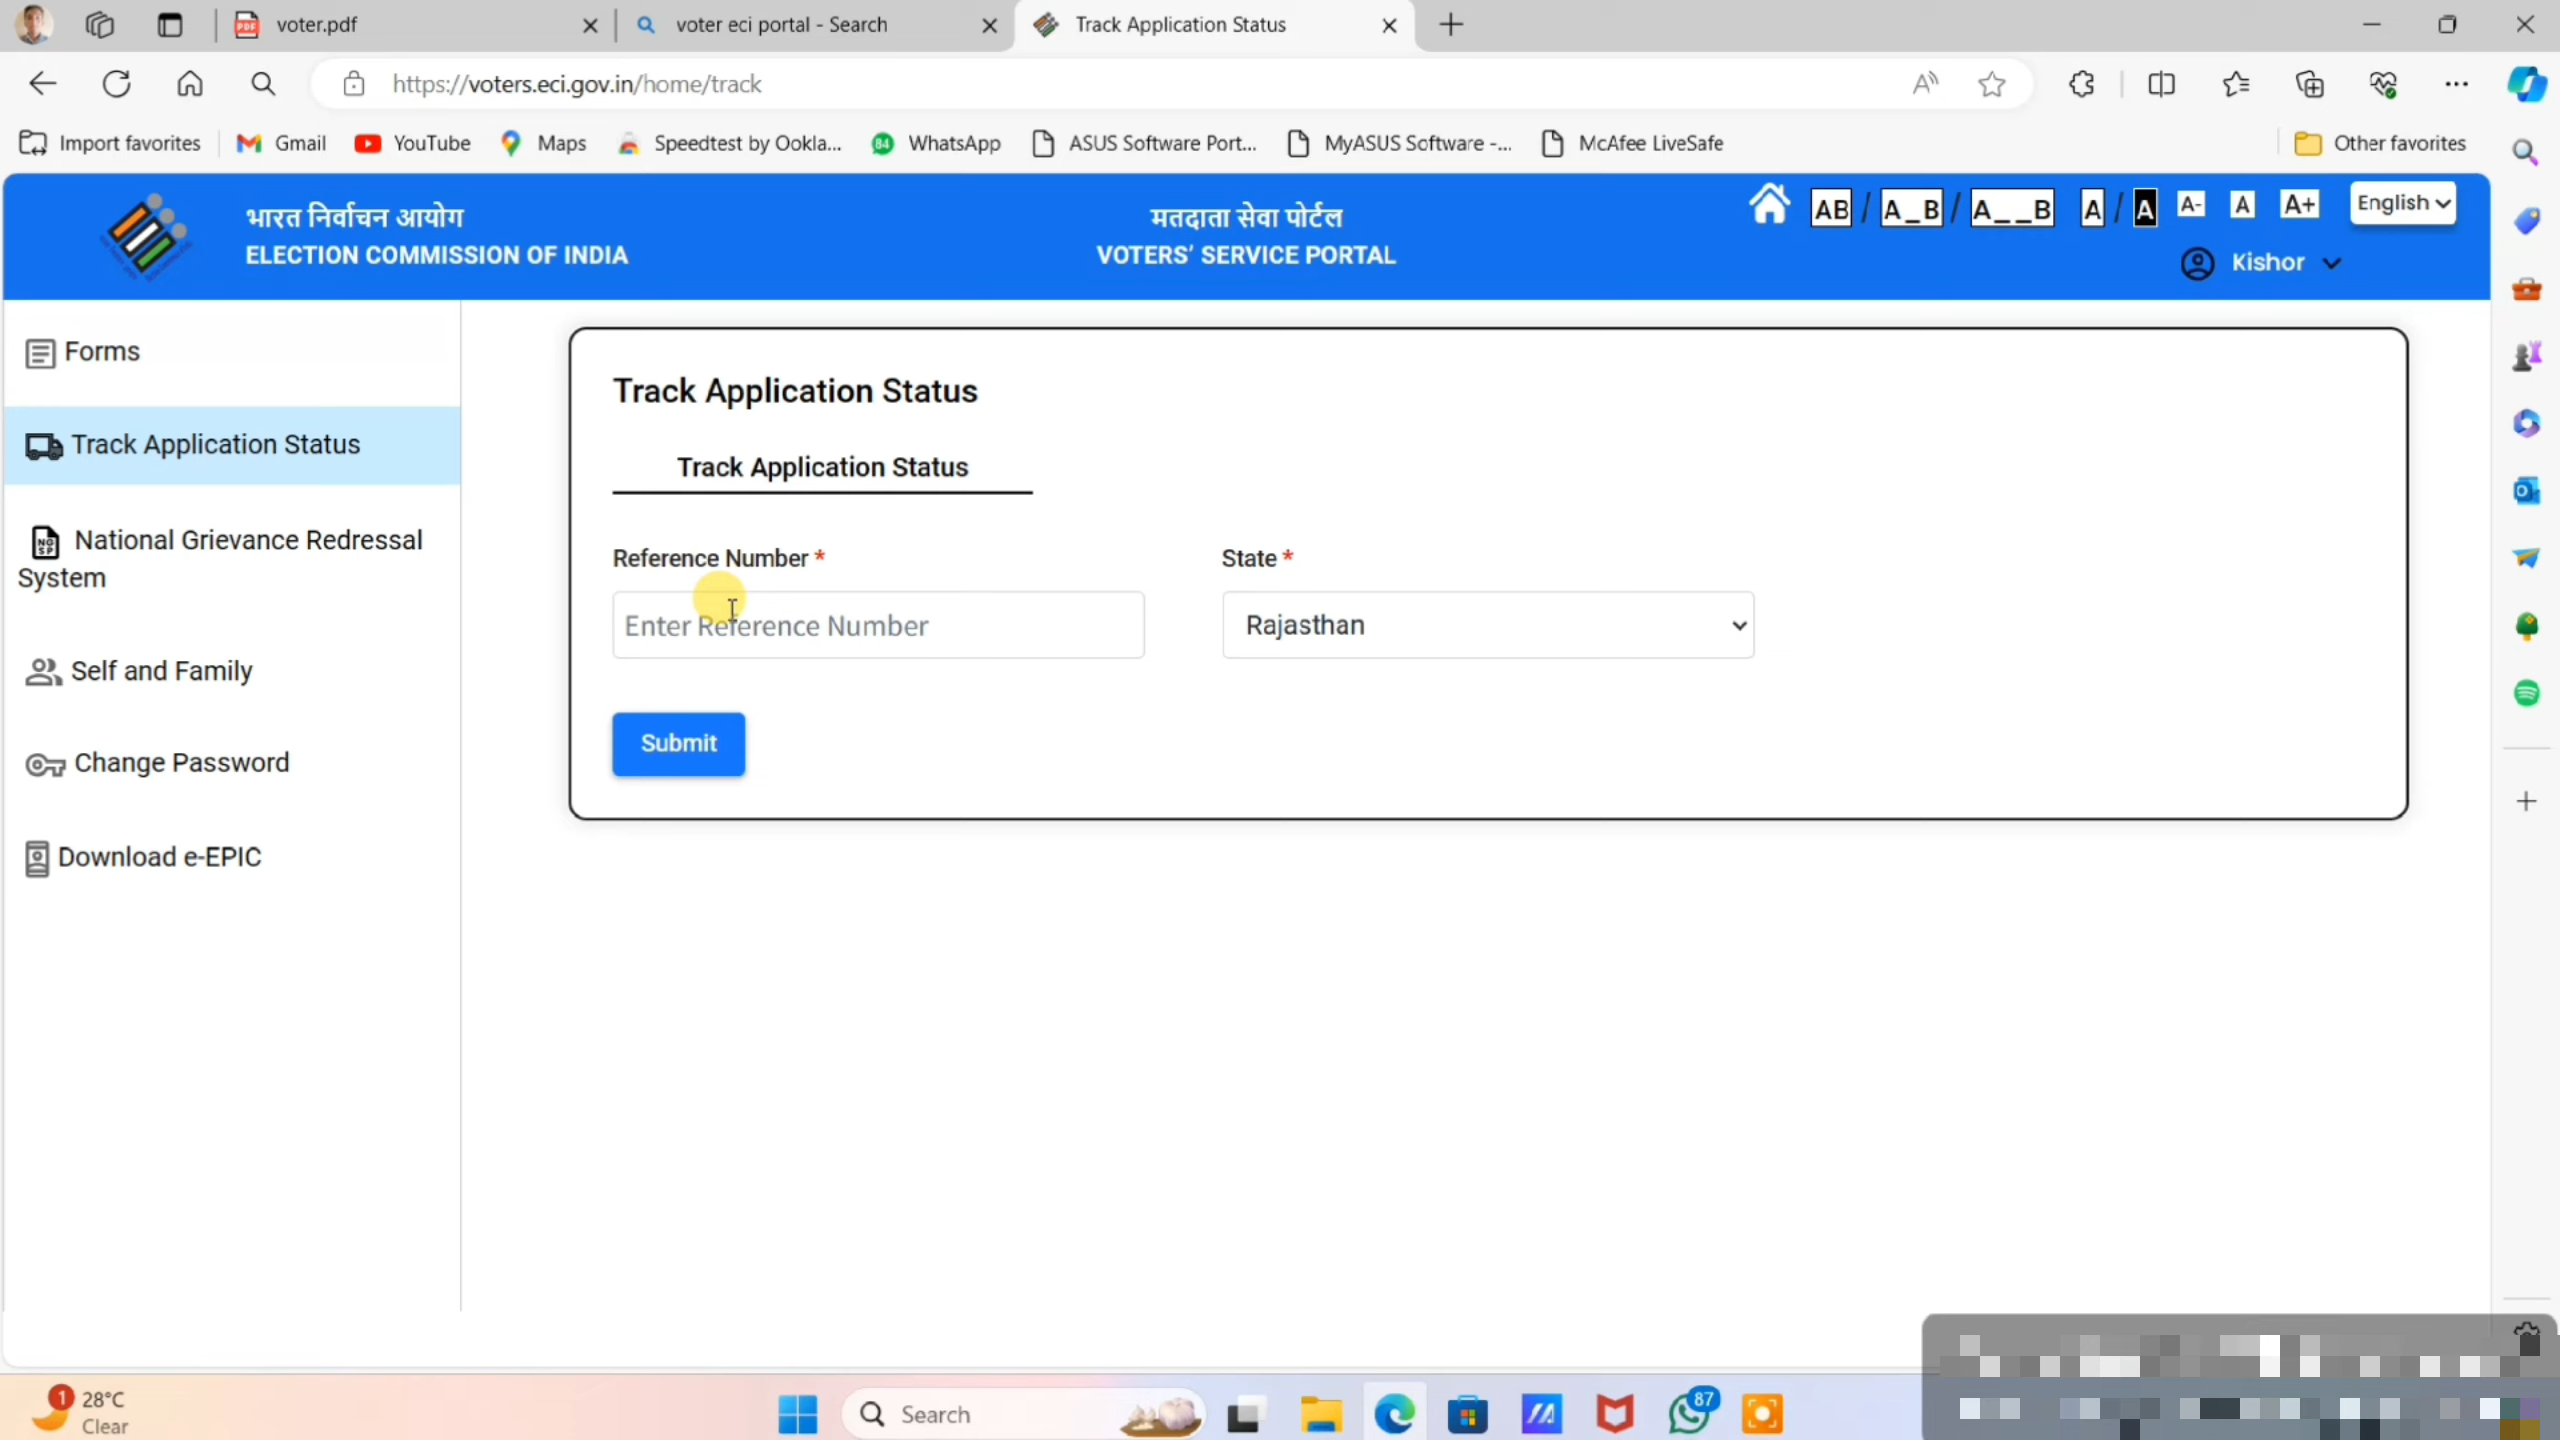 voter.pdf
voter eci portal - Search
Track Application Status
https://voters.eci.gov.in/home/track
Import favorites
Gmail
YouTube
Maps
Speedtest by Ookla...
84
WhatsApp
ASUS Software Port...
MyASUS Software -...
McAfee LiveSafe
Other favorites
भारत निर्वाचन आयोग
ELECTION COMMISSION OF INDIA
मतदाता सेवा पोर्टल
VOTERS' SERVICE PORTAL
AB / A_B / A__B A / A A- A A+
English
Kishor
Forms
Track Application Status
NGSP National Grievance Redressal
System
Self and Family
Change Password
Download e-EPIC
Track Application Status
Track Application Status
Reference Number *
State *
Enter Reference Number
Rajasthan
Submit
1
28°C
Clear
Search
87